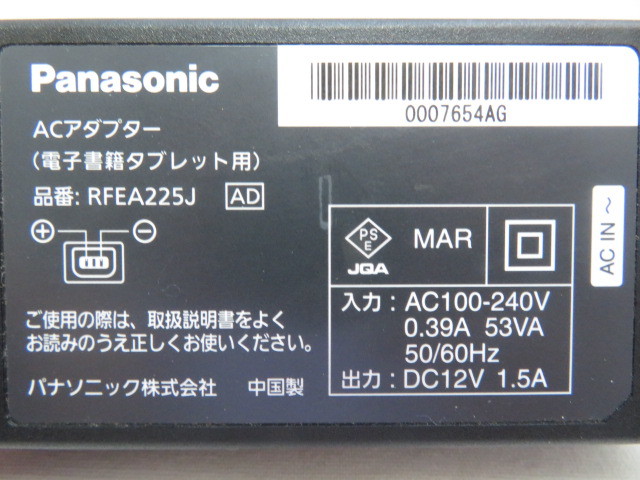 Panasonic
0007654AG
ACアダプター
(電子書籍タブレット用)
品番: RFEA225J AD
⊕ ⊖
PS
E
JQA
MAR
AC IN ～
入力: AC100-240V
0.39A 53VA
50/60Hz
出力: DC12V 1.5A
ご使用の際は、取扱説明書をよく
お読みのうえ正しくお使いください。
パナソニック株式会社 中国製